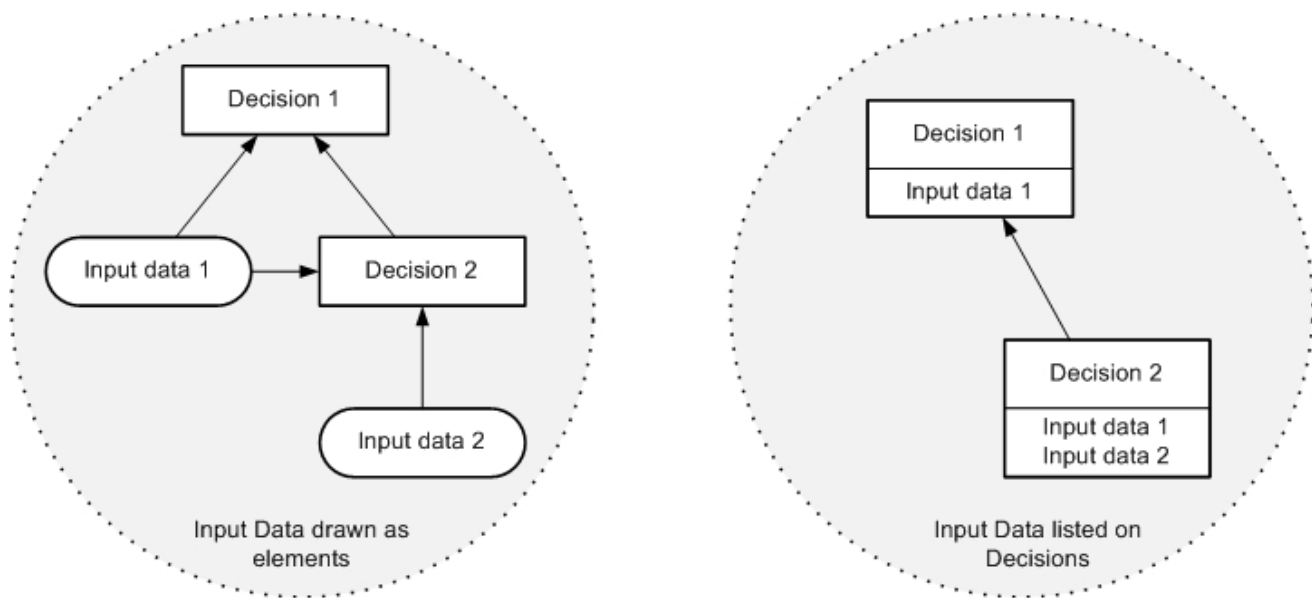 Decision 1
Input data 1
Decision 2
Input data 2
Input Data drawn as
elements
Decision 1
Input data 1
Decision 2
Input data 1
Input data 2
Input Data listed on
Decisions